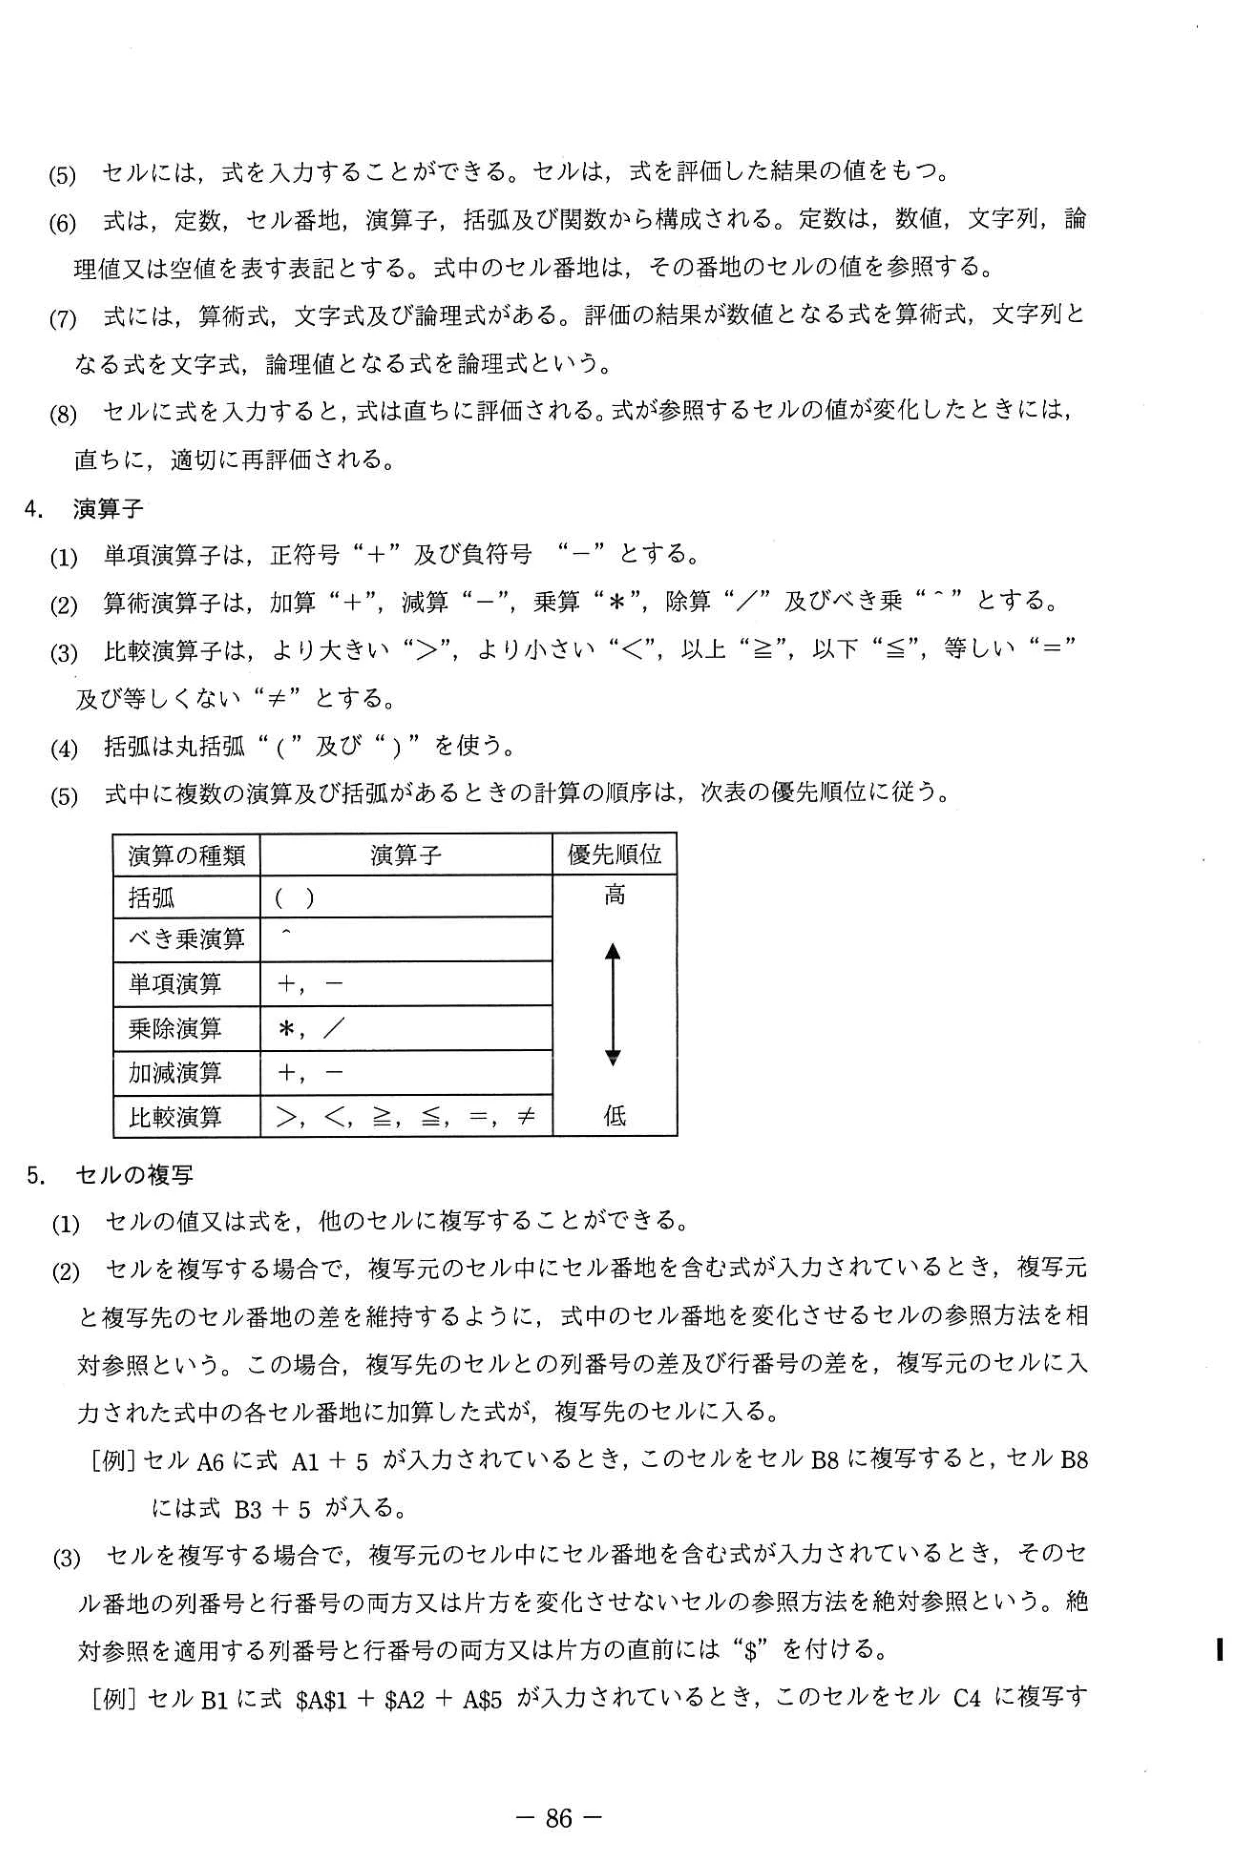 (5) セルには，式を入力することができる。セルは，式を評価した結果の値をもつ。
(6) 式は，定数，セル番地，演算子，括弧及び関数から構成される。定数は，数値，文字列，論
理値又は空値を表す表記とする。式中のセル番地は，その番地のセルの値を参照する。
(7) 式には，算術式，文字式及び論理式がある。評価の結果が数値となる式を算術式，文字列と
なる式を文字式，論理値となる式を論理式という。
(8) セルに式を入力すると，式は直ちに評価される。式が参照するセルの値が変化したときには，
直ちに，適切に再評価される。
4. 演算子
(1) 単項演算子は，正符号“＋”及び負符号 “－”とする。
(2) 算術演算子は，加算“＋”，減算“－”，乗算“＊”，除算“／”及びべき乗“＾”とする。
(3) 比較演算子は，より大きい“＞”，より小さい“＜”，以上“≧”，以下“≦”，等しい“＝”
及び等しくない“≠”とする。
(4) 括弧は丸括弧“(”及び“)”を使う。
(5) 式中に複数の演算及び括弧があるときの計算の順序は，次表の優先順位に従う。
演算の種類 演算子 優先順位
括弧 ( ) 高
べき乗演算 ＾
単項演算 ＋，－
乗除演算 ＊，／
加減演算 ＋，－
比較演算 ＞，＜，≧，≦，＝，≠ 低
5. セルの複写
(1) セルの値又は式を，他のセルに複写することができる。
(2) セルを複写する場合で，複写元のセル中にセル番地を含む式が入力されているとき，複写元
と複写先のセル番地の差を維持するように，式中のセル番地を変化させるセルの参照方法を相
対参照という。この場合，複写先のセルとの列番号の差及び行番号の差を，複写元のセルに入
力された式中の各セル番地に加算した式が，複写先のセルに入る。
［例］セル A6 に式 A1 ＋ 5 が入力されているとき，このセルをセル B8 に複写すると，セル B8
には式 B3 ＋ 5 が入る。
(3) セルを複写する場合で，複写元のセル中にセル番地を含む式が入力されているとき，そのセ
ル番地の列番号と行番号の両方又は片方を変化させないセルの参照方法を絶対参照という。絶
対参照を適用する列番号と行番号の両方又は片方の直前には“$”を付ける。
［例］セル B1 に式 $A$1 ＋ $A2 ＋ A$5 が入力されているとき，このセルをセル C4 に複写す
－ 86 －